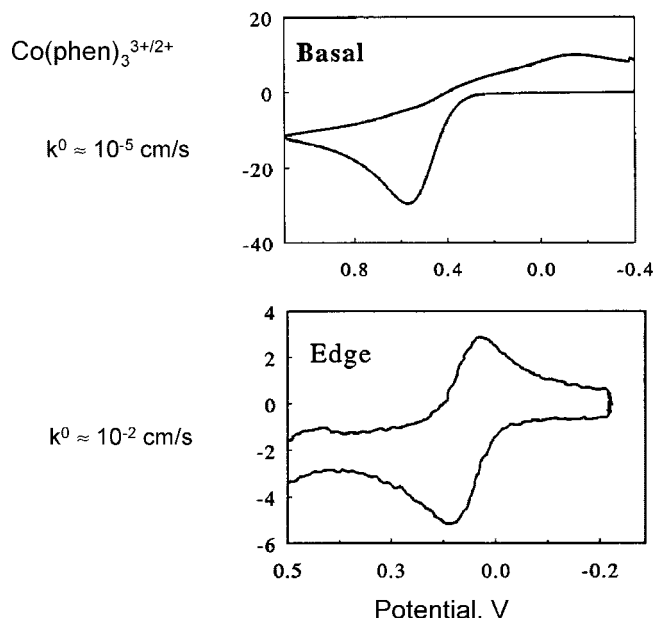 Co(phen)₃³⁺/²⁺
k⁰ ≈ 10⁻⁵ cm/s
Basal
20
0
-20
-40
0.8 0.4 0.0 -0.4
k⁰ ≈ 10⁻² cm/s
Edge
4
2
0
-2
-4
-6
0.5 0.3 0.0 -0.2
Potential, V